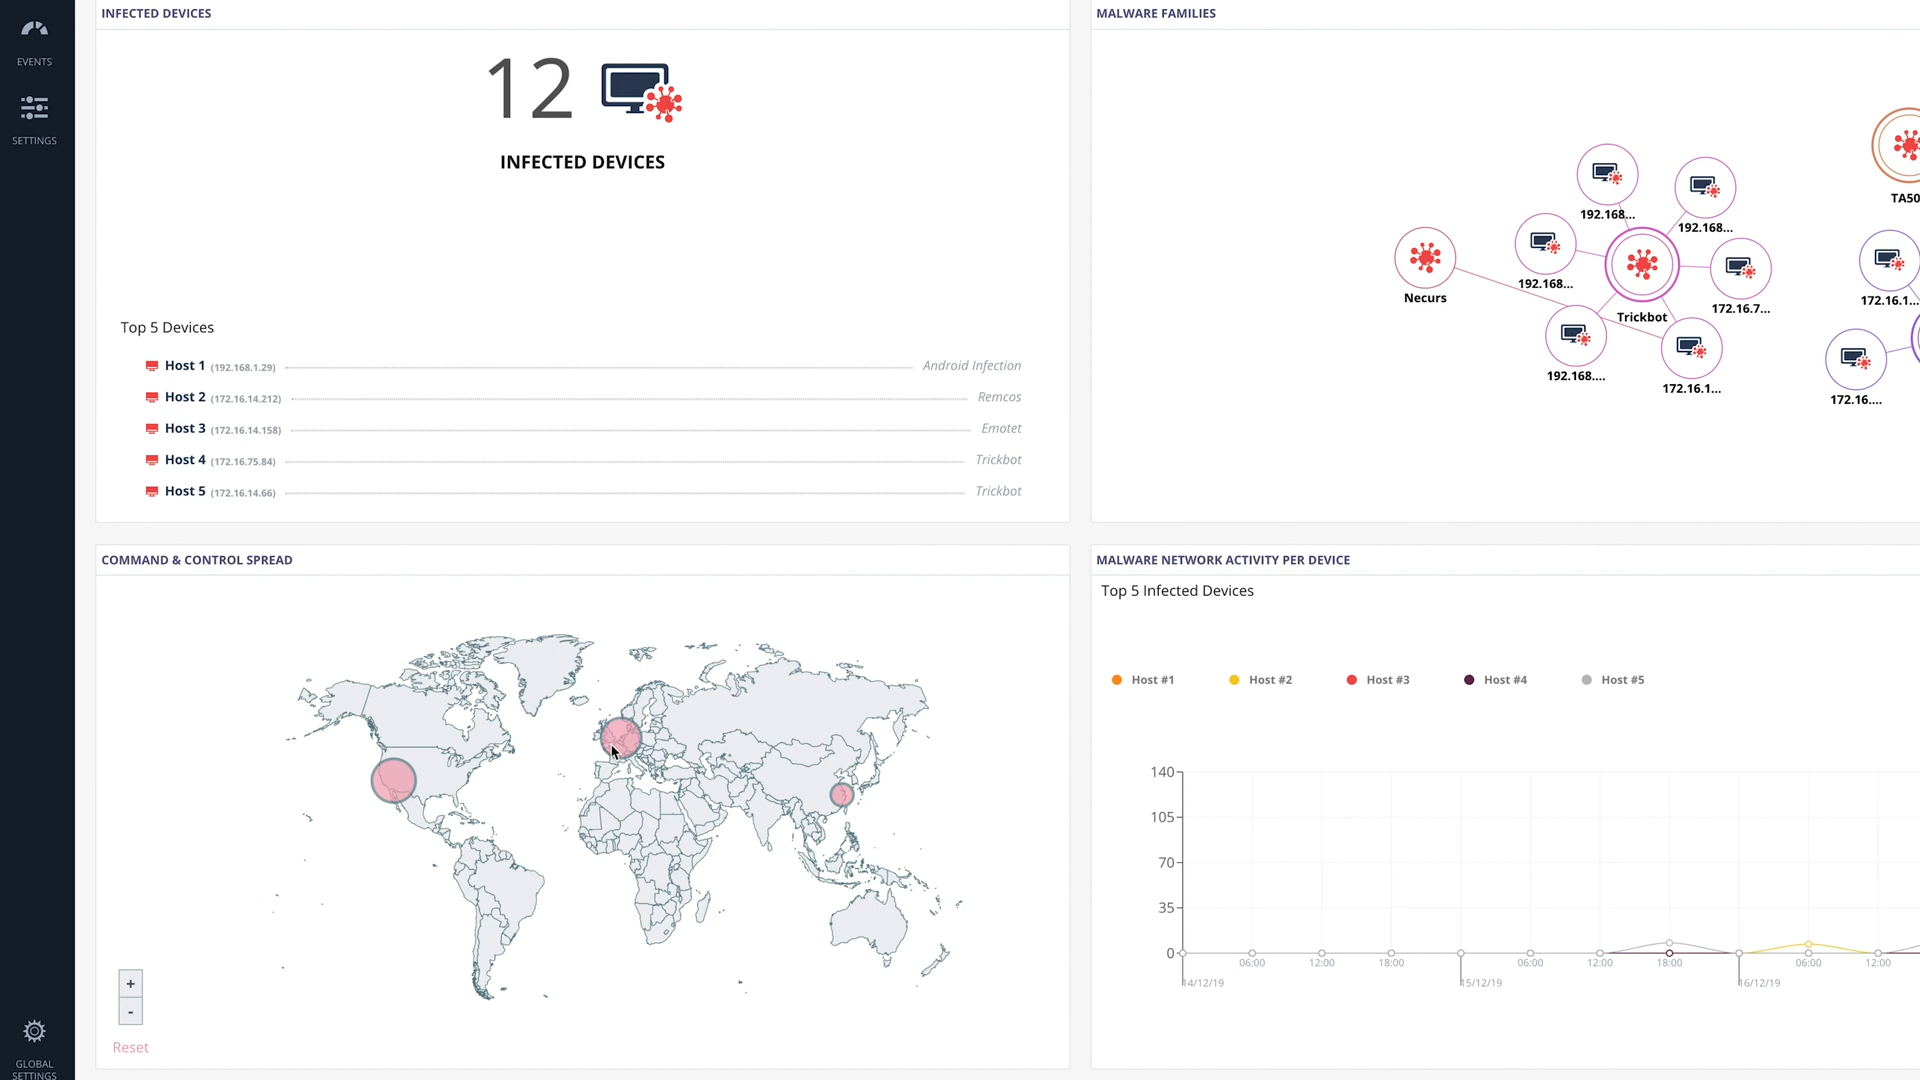 EVENTS
SETTINGS
GLOBAL
SETTINGS
INFECTED DEVICES
12
INFECTED DEVICES
Top 5 Devices
Host 1 (192.168.1.29) Android Infection
Host 2 (172.16.14.212) Remcos
Host 3 (172.16.14.158) Emotet
Host 4 (172.16.75.84) Trickbot
Host 5 (172.16.14.66) Trickbot
MALWARE FAMILIES
TA50
192.168...
192.168...
192.168...
Necurs
Trickbot
172.16.7...
172.16.1...
192.168....
172.16.1...
172.16....
COMMAND & CONTROL SPREAD
+
-
Reset
MALWARE NETWORK ACTIVITY PER DEVICE
Top 5 Infected Devices
Host #1 Host #2 Host #3 Host #4 Host #5
140
105
70
35
0
06:00 12:00 18:00 06:00 12:00 18:00 06:00 12:00
14/12/19 15/12/19 16/12/19